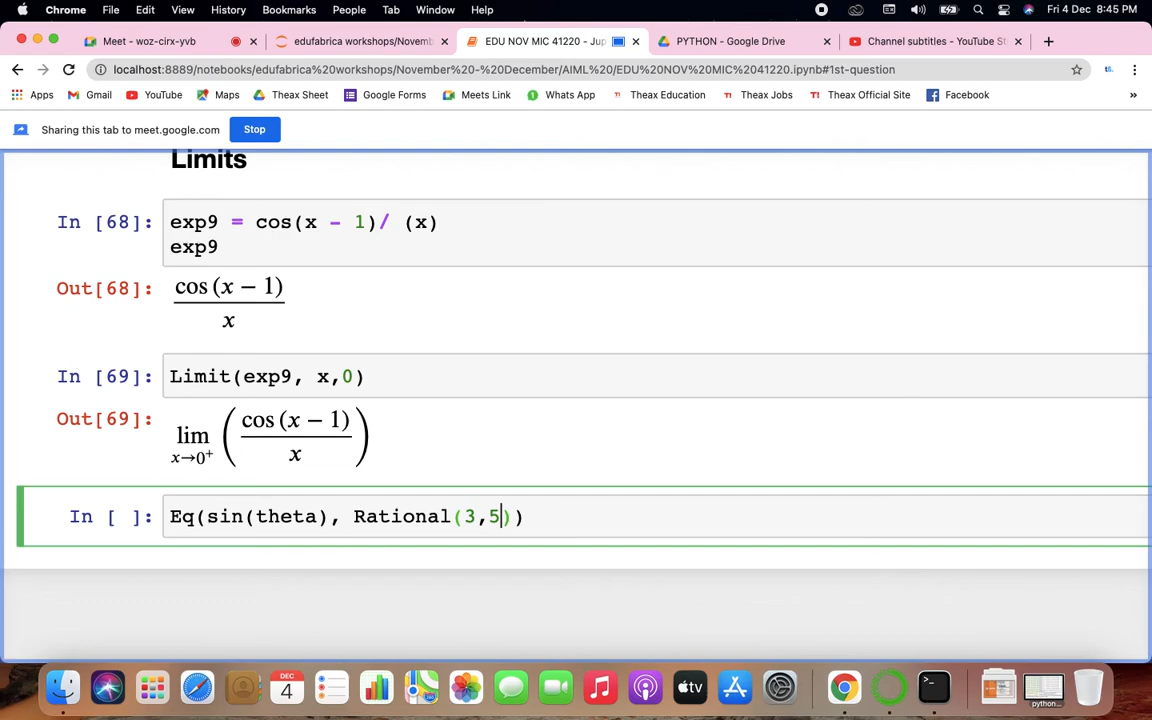 Chrome File Edit View History Bookmarks People Tab Window Help Fri 4 Dec 8:45 PM
Meet - woz-cirx-yvb edufabrica workshops/Novemb EDU NOV MIC 41220 - Jup PYTHON - Google Drive Channel subtitles - YouTube St
localhost:8889/notebooks/edufabrica%20workshops/November%20-%20December/AIML%20/EDU%20NOV%20MIC%2041220.ipynb#1st-question
Apps Gmail YouTube Maps Theax Sheet Google Forms Meets Link Whats App Theax Education Theax Jobs Theax Official Site Facebook »
Sharing this tab to meet.google.com Stop
Limits
In [68]: exp9 = cos(x - 1)/ (x)
exp9
Out[68]: cos (x − 1)
x
In [69]: Limit(exp9, x,0)
Out[69]: lim x→0+ ( cos (x − 1)
x )
In [ ]: Eq(sin(theta), Rational(3,5))
DEC
4
tv
python